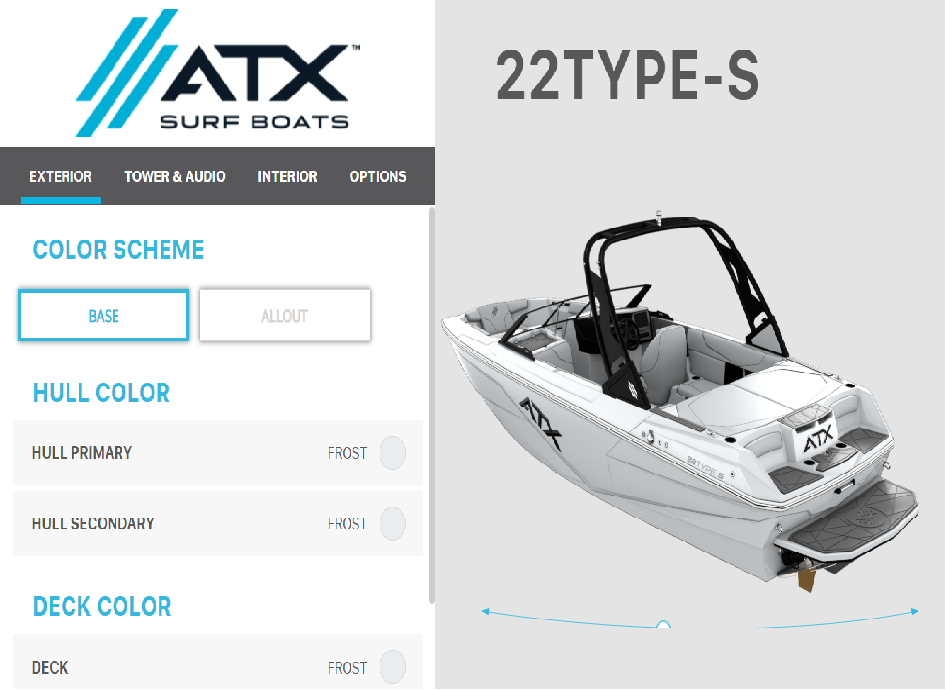 ATX™
SURF BOATS
EXTERIOR TOWER & AUDIO INTERIOR OPTIONS
COLOR SCHEME
BASE ALLOUT
HULL COLOR
HULL PRIMARY FROST
HULL SECONDARY FROST
DECK COLOR
DECK FROST
22TYPE-S
ATX
ATX
22TYPE-S